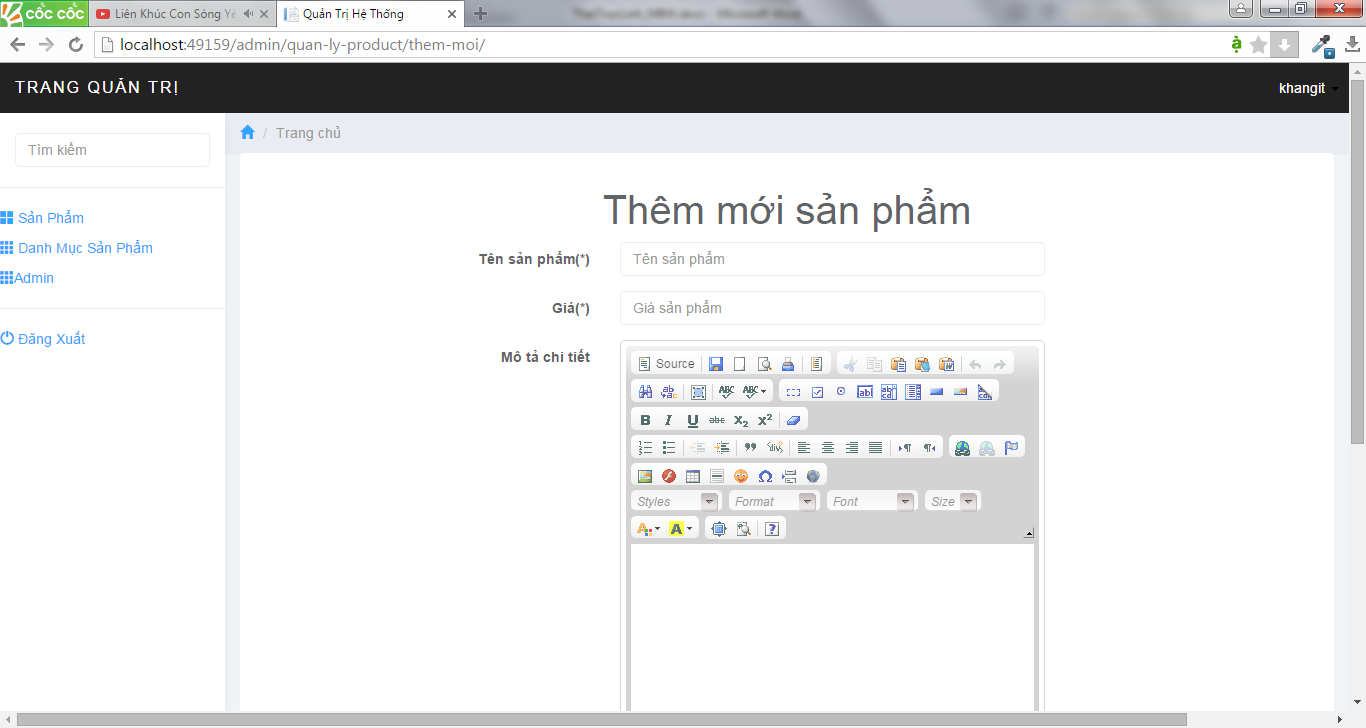 cốc cốc
Liên Khúc Con Sóng Yê
Quản Trị Hệ Thống
localhost:49159/admin/quan-ly-product/them-moi/
TRANG QUẢN TRỊ
khangit
Tìm kiếm
Trang chủ
Sản Phẩm
Danh Mục Sản Phẩm
Admin
Đăng Xuất
Thêm mới sản phẩm
Tên sản phẩm(*)
Tên sản phẩm
Giá(*)
Giá sản phẩm
Mô tả chi tiết
Source
Styles
Format
Font
Size